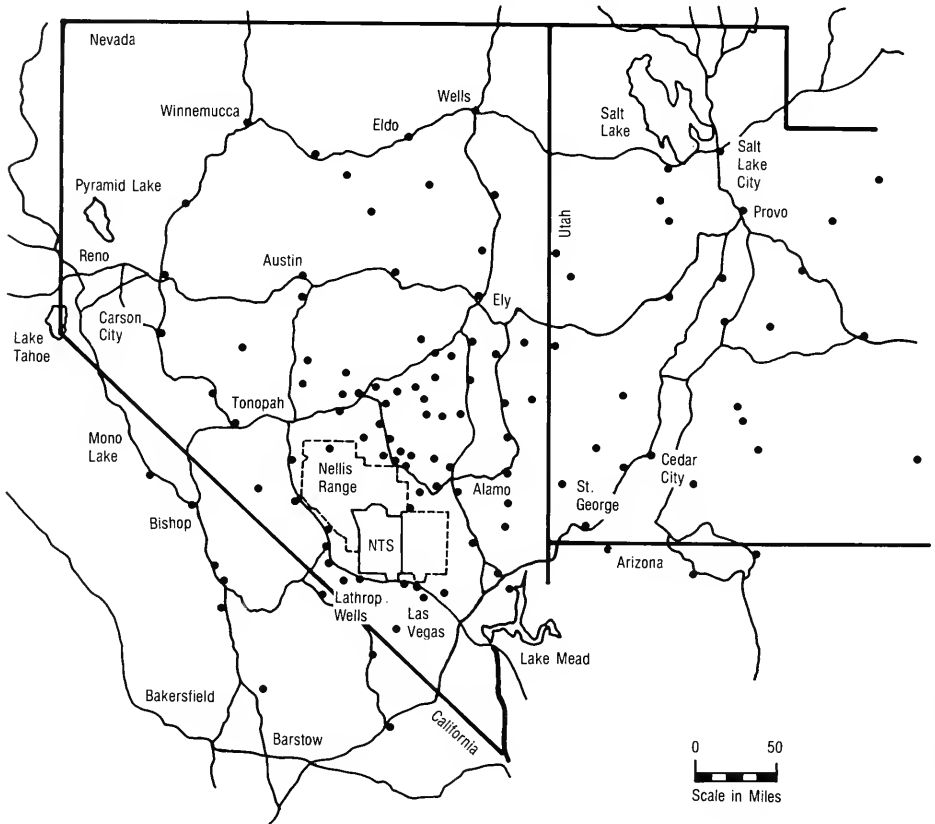 Nevada
Winnemucca
Wells
Eldo
Salt
Lake
Salt
Lake
City
Pyramid Lake
Provo
Utah
Reno
Austin
Ely
Carson
City
Lake
Tahoe
Tonopah
Mono
Lake
Nellis
Range
Alamo
Cedar
City
St.
George
Bishop
NTS
Arizona
Lathrop
Wells
Las
Vegas
Lake Mead
Bakersfield
California
Barstow
0 50
Scale in Miles